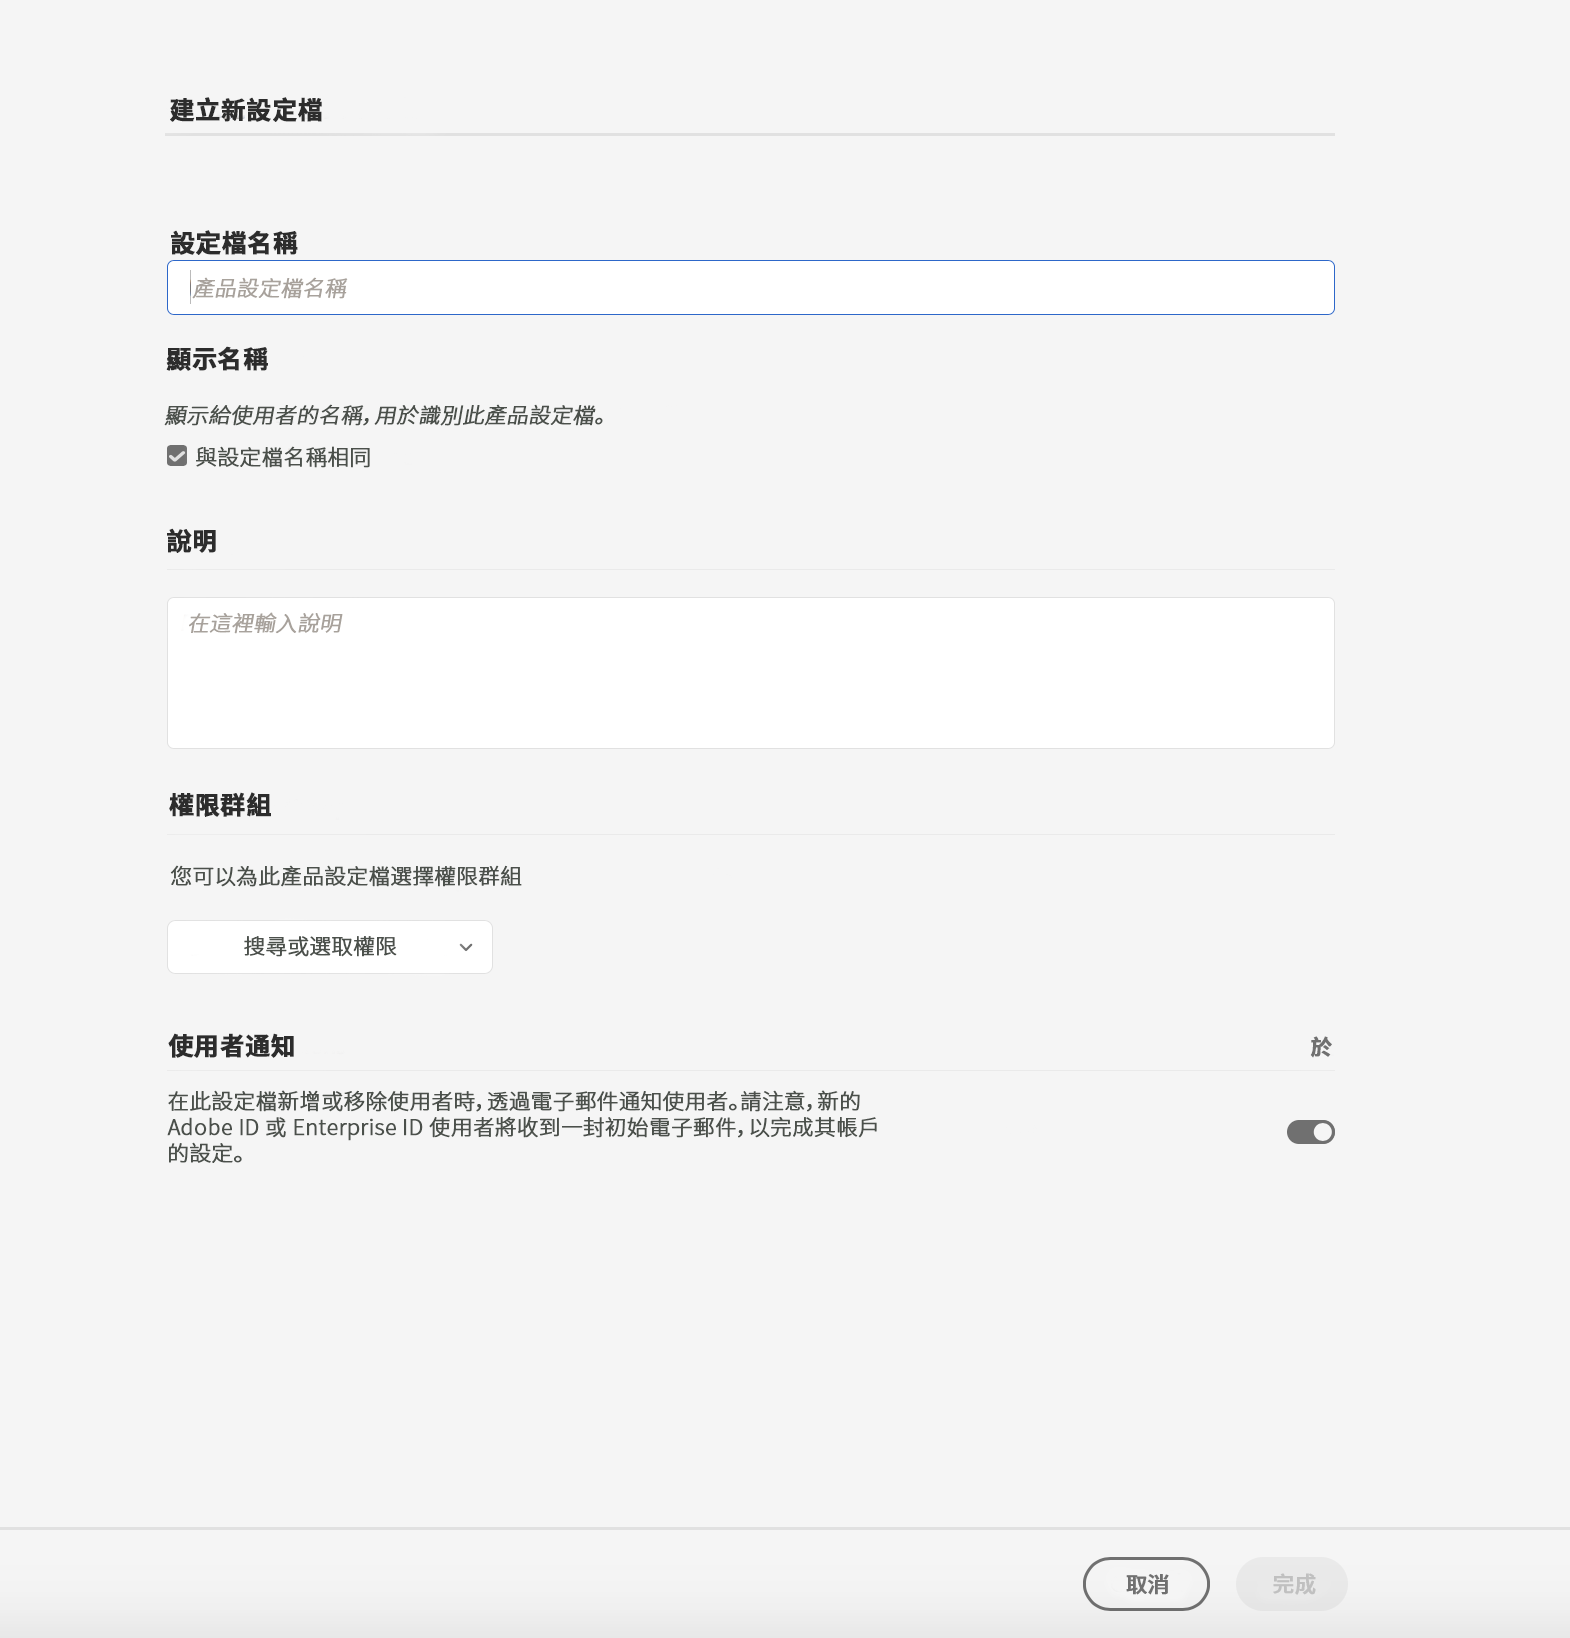 建立新設定檔
設定檔名稱
產品設定檔名稱
顯示名稱
顯示給使用者的名稱，用於識別此產品設定檔。
與設定檔名稱相同
說明
在這裡輸入說明
權限群組
您可以為此產品設定檔選擇權限群組
搜尋或選取權限
使用者通知
於
在此設定檔新增或移除使用者時，透過電子郵件通知使用者。請注意，新的
Adobe ID 或 Enterprise ID 使用者將收到一封初始電子郵件，以完成其帳戶
的設定。
取消
完成